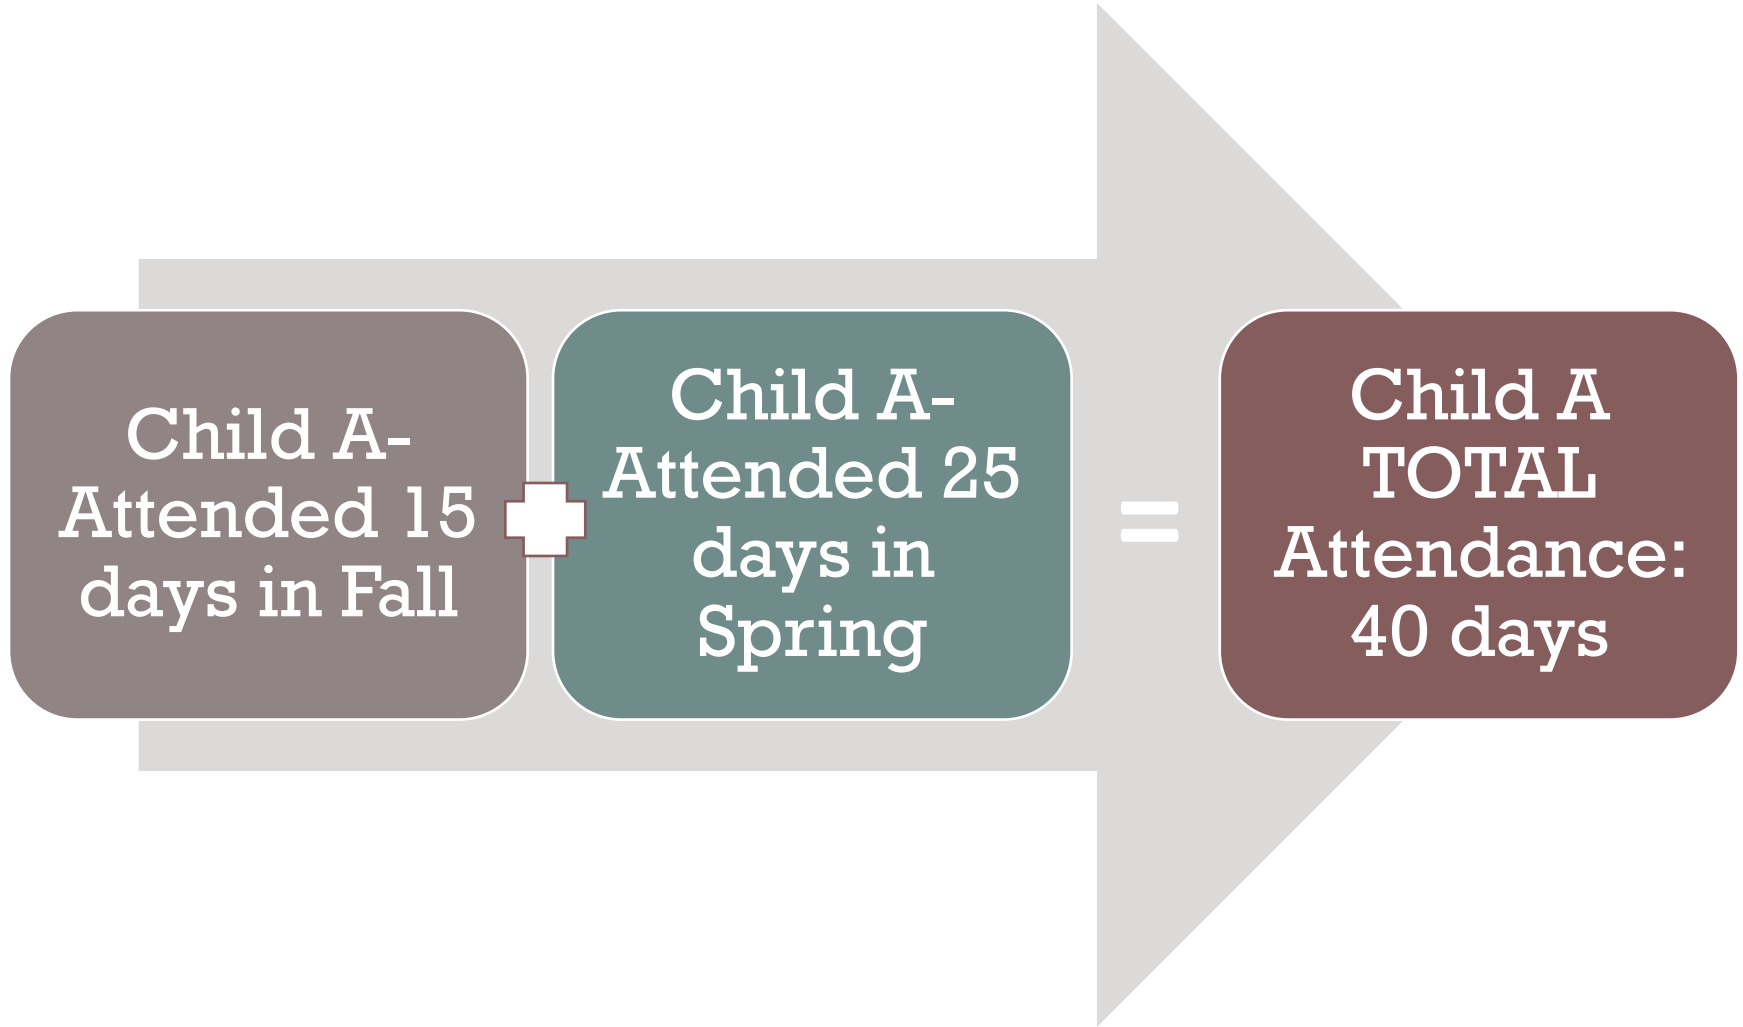 Child A-
Attended 15
days in Fall
Child A-
Attended 25
days in
Spring
=
Child A
TOTAL
Attendance:
40 days